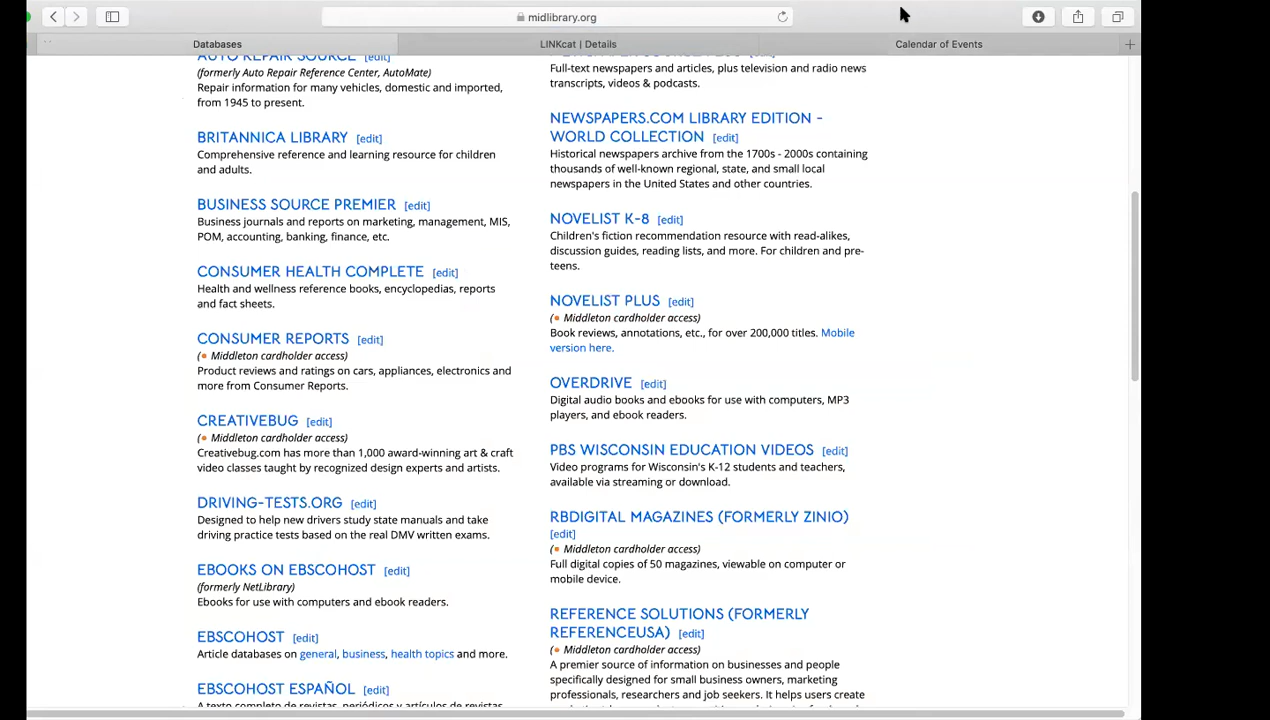 midlibrary.org
Databases
LINKcat | Details
Calendar of Events
AUTO REPAIR SOURCE [edit]
(formerly Auto Repair Reference Center, AutoMate)
Repair information for many vehicles, domestic and imported,
from 1945 to present.
BRITANNICA LIBRARY [edit]
Comprehensive reference and learning resource for children
and adults.
BUSINESS SOURCE PREMIER [edit]
Business journals and reports on marketing, management, MIS,
POM, accounting, banking, finance, etc.
CONSUMER HEALTH COMPLETE [edit]
Health and wellness reference books, encyclopedias, reports
and fact sheets.
CONSUMER REPORTS [edit]
(• Middleton cardholder access)
Product reviews and ratings on cars, appliances, electronics and
more from Consumer Reports.
CREATIVEBUG [edit]
(• Middleton cardholder access)
Creativebug.com has more than 1,000 award-winning art & craft
video classes taught by recognized design experts and artists.
DRIVING-TESTS.ORG [edit]
Designed to help new drivers study state manuals and take
driving practice tests based on the real DMV written exams.
EBOOKS ON EBSCOHOST [edit]
(formerly NetLibrary)
Ebooks for use with computers and ebook readers.
EBSCOHOST [edit]
Article databases on general, business, health topics and more.
EBSCOHOST ESPAÑOL [edit]
A texto completo de revistas, periódicos y artículos de revistas
Full-text newspapers and articles, plus television and radio news
transcripts, videos & podcasts.
NEWSPAPERS.COM LIBRARY EDITION -
WORLD COLLECTION [edit]
Historical newspapers archive from the 1700s - 2000s containing
thousands of well-known regional, state, and small local
newspapers in the United States and other countries.
NOVELIST K-8 [edit]
Children's fiction recommendation resource with read-alikes,
discussion guides, reading lists, and more. For children and pre-
teens.
NOVELIST PLUS [edit]
(• Middleton cardholder access)
Book reviews, annotations, etc., for over 200,000 titles. Mobile
version here.
OVERDRIVE [edit]
Digital audio books and ebooks for use with computers, MP3
players, and ebook readers.
PBS WISCONSIN EDUCATION VIDEOS [edit]
Video programs for Wisconsin's K-12 students and teachers,
available via streaming or download.
RBDIGITAL MAGAZINES (FORMERLY ZINIO)
[edit]
(• Middleton cardholder access)
Full digital copies of 50 magazines, viewable on computer or
mobile device.
REFERENCE SOLUTIONS (FORMERLY
REFERENCEUSA) [edit]
(• Middleton cardholder access)
A premier source of information on businesses and people
specifically designed for small business owners, marketing
professionals, researchers and job seekers. It helps users create